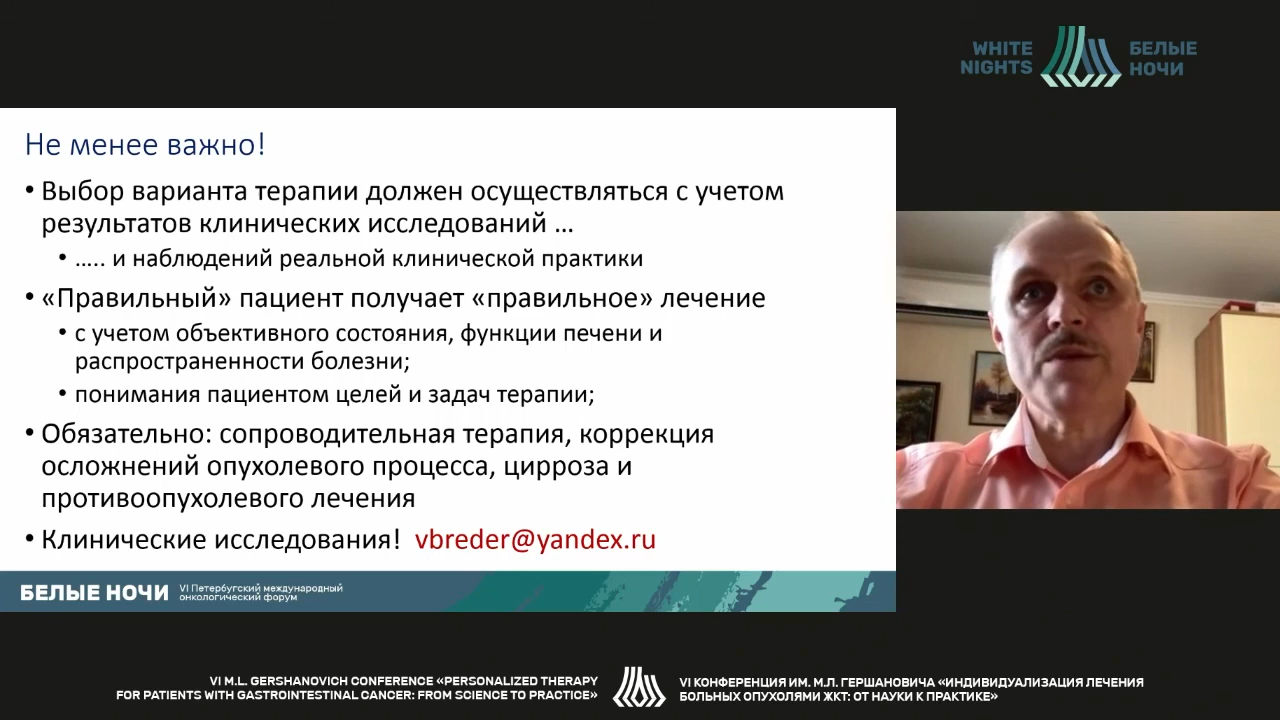 WHITE
NIGHTS
БЕЛЫЕ
НОЧИ
Не менее важно!
• Выбор варианта терапии должен осуществляться с учетом
результатов клинических исследований …
• ….. и наблюдений реальной клинической практики
• «Правильный» пациент получает «правильное» лечение
• с учетом объективного состояния, функции печени и
распространенности болезни;
• понимания пациентом целей и задач терапии;
• Обязательно: сопроводительная терапия, коррекция
осложнений опухолевого процесса, цирроза и
противоопухолевого лечения
• Клинические исследования! vbreder@yandex.ru
БЕЛЫЕ НОЧИ
VI Петербугский международный
онкологический форум
VI M.L. GERSHANOVICH CONFERENCE «PERSONALIZED THERAPY
FOR PATIENTS WITH GASTROINTESTINAL CANCER: FROM SCIENCE TO PRACTICE»
VI КОНФЕРЕНЦИЯ ИМ. М.Л. ГЕРШАНОВИЧА «ИНДИВИДУАЛИЗАЦИЯ ЛЕЧЕНИЯ
БОЛЬНЫХ ОПУХОЛЯМИ ЖКТ: ОТ НАУКИ К ПРАКТИКЕ»